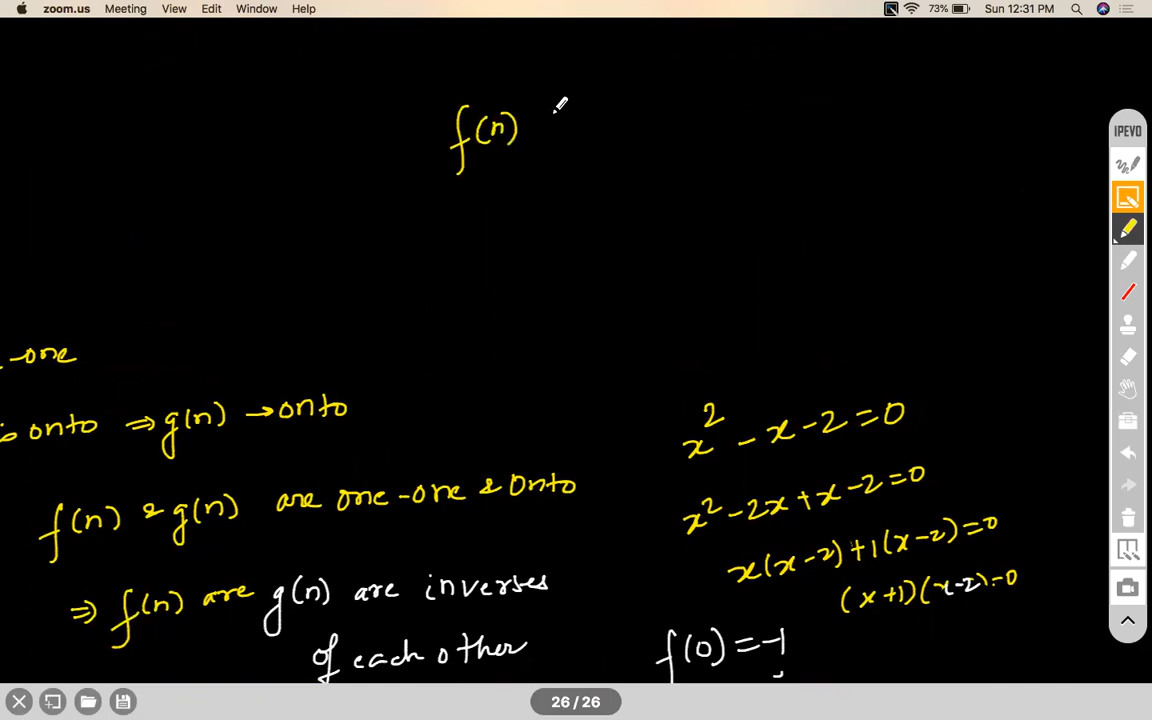 zoom.us Meeting View Edit Window Help 73% Sun 12:31 PM
IPEVO
f(n)
-one
onto ⇒ g(n) → onto
x² - x - 2 = 0
f(n) & g(n) are one-one & Onto
x² - 2x + x - 2 = 0
x(x-2) + 1(x-2) = 0
(x+1)(x-2) = 0
⇒ f(n) are g(n) are inverses
of each other
f(0) = -1
26 / 26